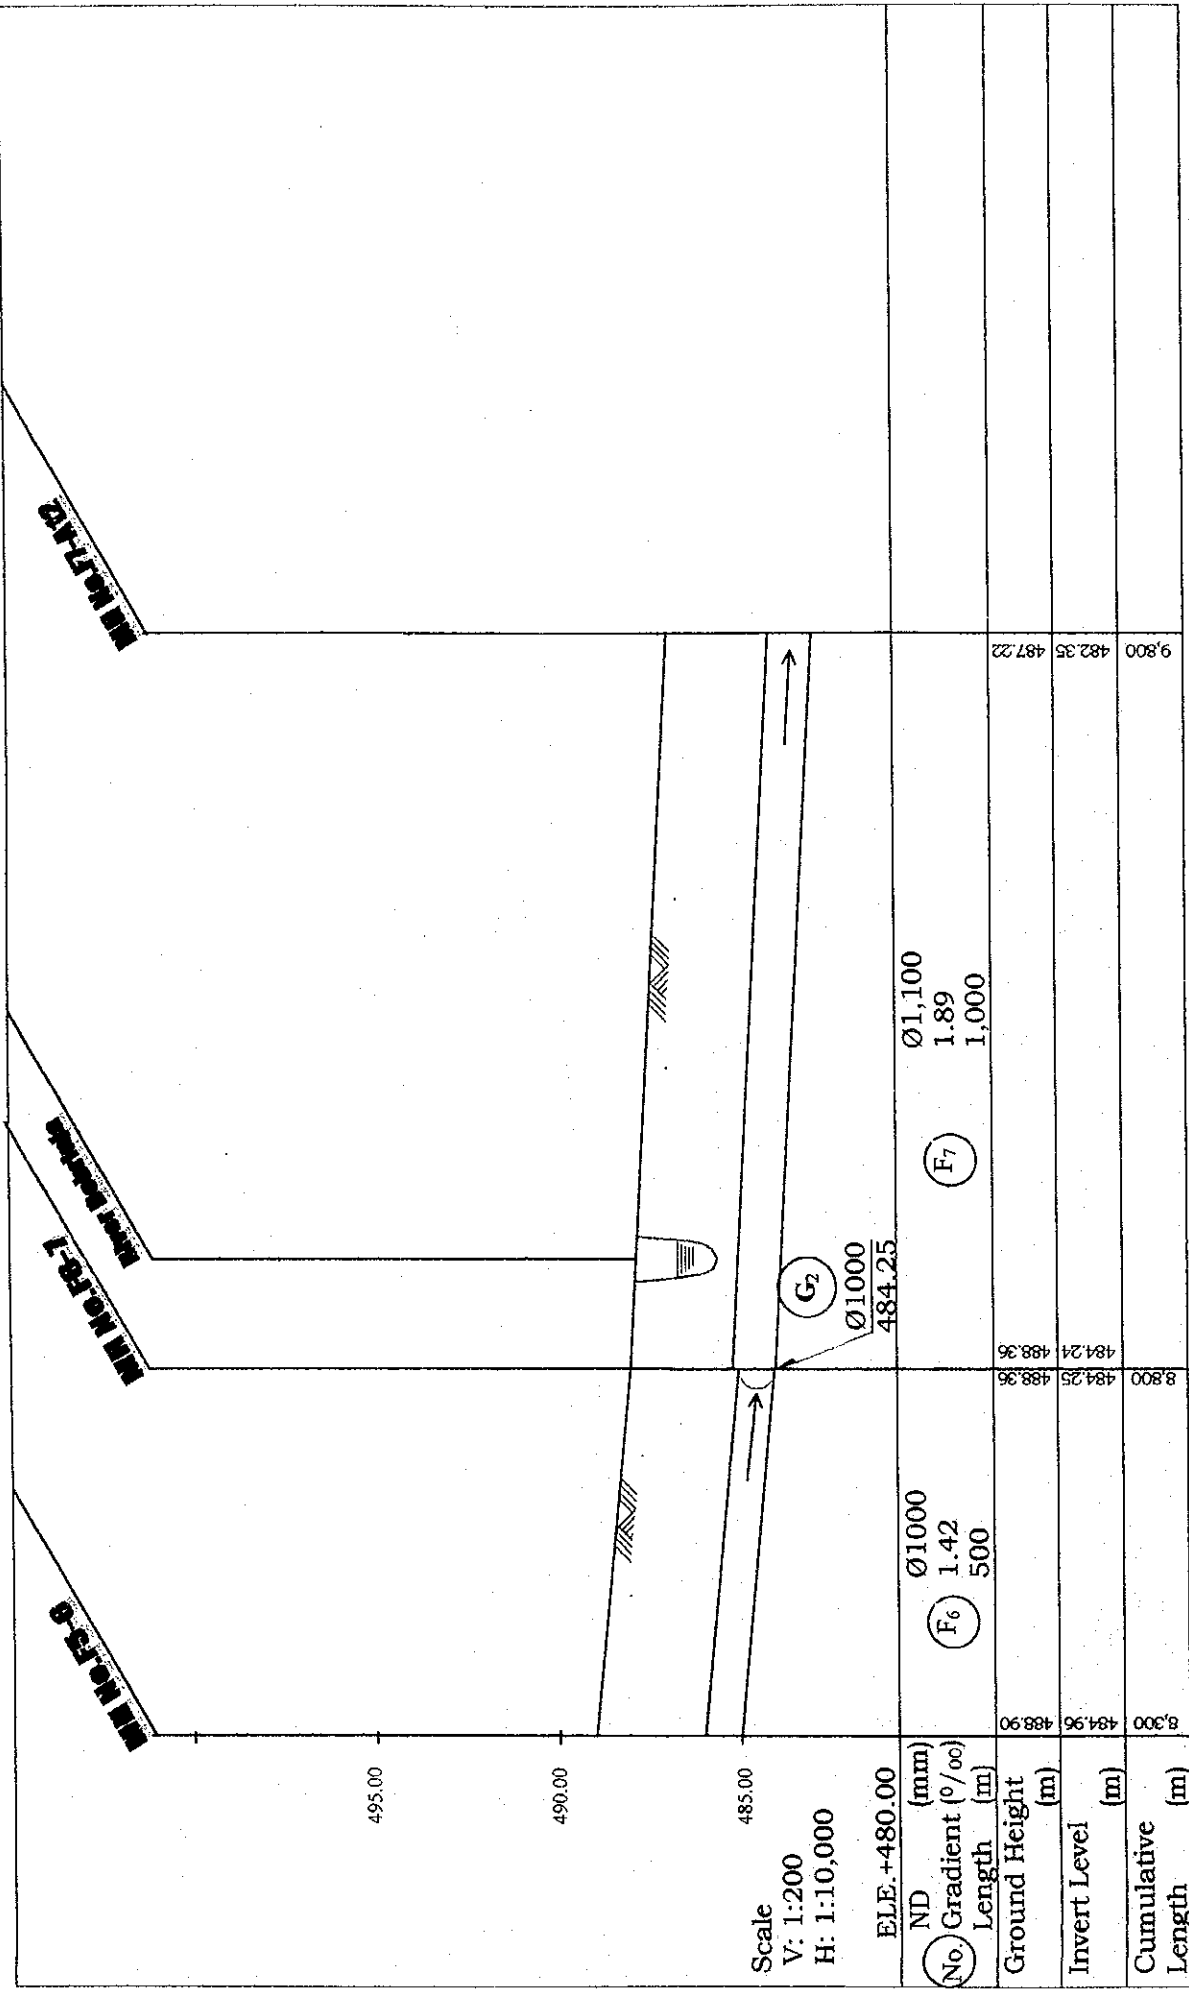 MH No.F5-6
MH No.F6-7
MH No.F7-A12
495.00
490.00
485.00
Scale
V: 1:200
H: 1:10,000
ELE.+480.00
G2
Ø1000
484.25
ND (mm)
No. Gradient (⁰/₀₀)
Length (m)
Ø1000
F6 1.42
500
Ø1,100
F7 1.89
1,000
Ground Height (m)
488.90 488.36 488.36 487.22
Invert Level (m)
484.96 484.25 484.24 482.35
Cumulative
Length (m)
8,300 8,800 9,800